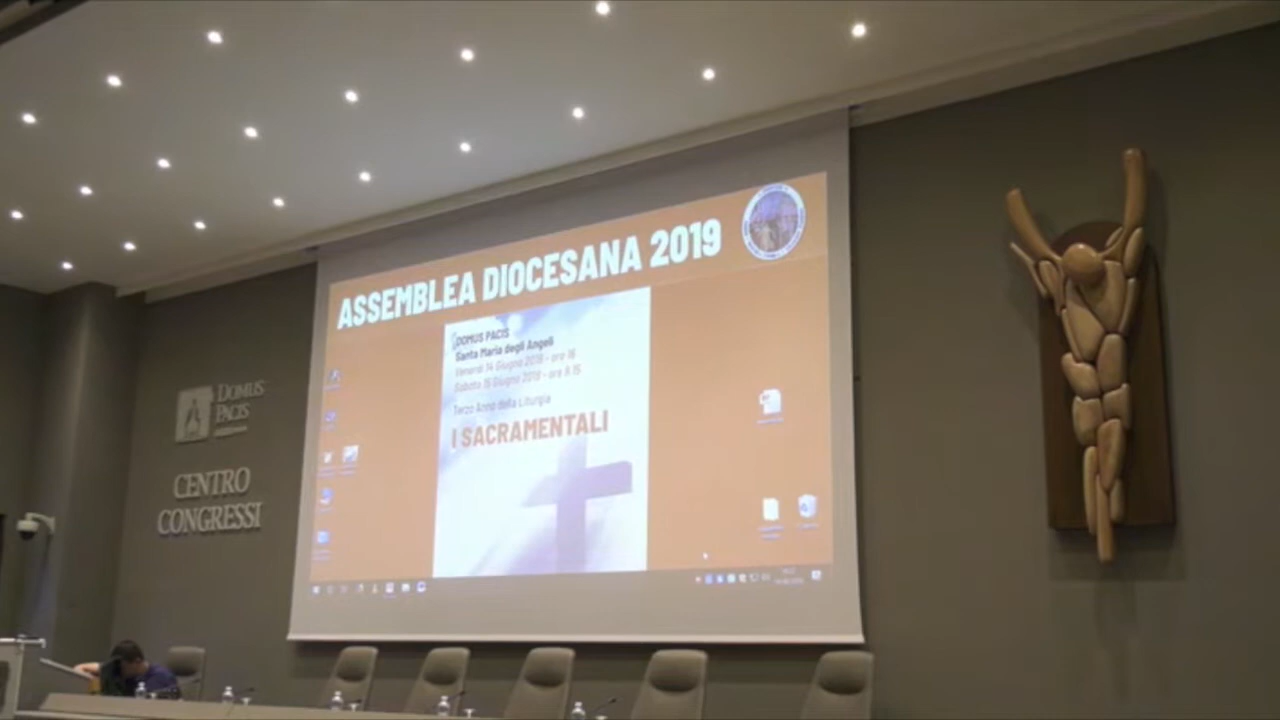 ASSEMBLEA DIOCESANA 2019
DOMUS PACIS
Santa Maria degli Angeli
Venerdì 14 Giugno 2019 - ore 16
Sabato 15 Giugno 2019 - ore 8.15
Terzo Anno della Liturgia
I SACRAMENTALI
DOMUS
PACIS
CENTRO
CONGRESSI